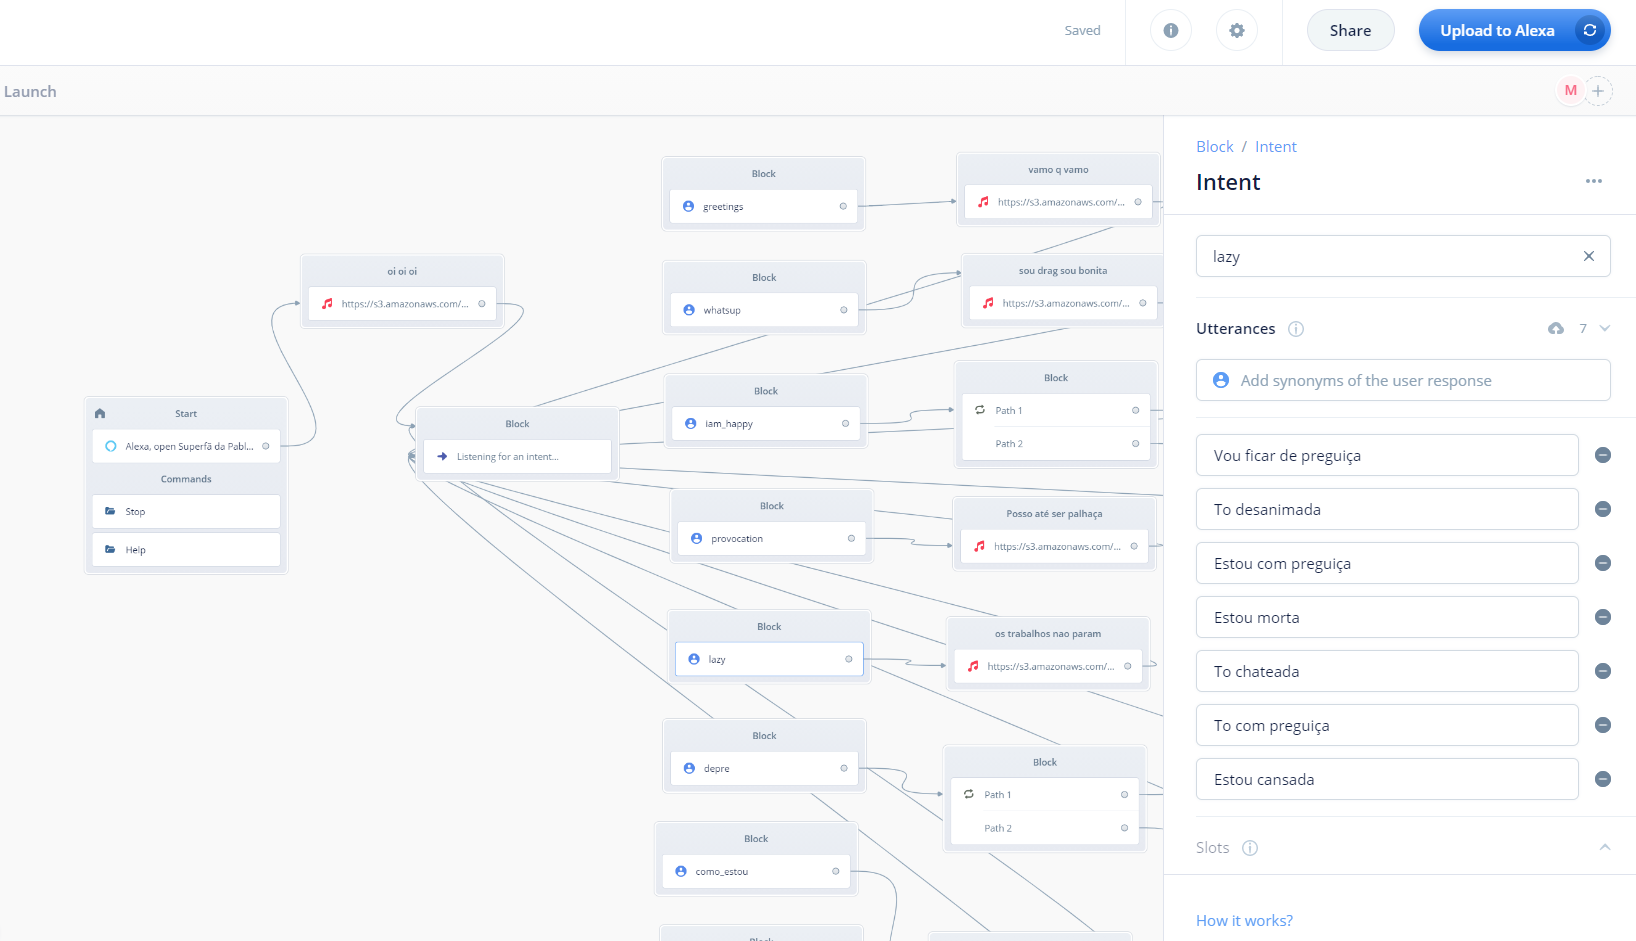 Saved
Share
Upload to Alexa
Launch
M
Start
Alexa, open Superfã da Pabl...
Commands
Stop
Help
oi oi oi
https://s3.amazonaws.com/...
Block
Listening for an intent...
Block
greetings
Block
whatsup
Block
iam_happy
Block
provocation
Block
lazy
Block
depre
Block
como_estou
Block
vamo q vamo
https://s3.amazonaws.com/...
sou drag sou bonita
https://s3.amazonaws.com/...
Block
Path 1
Path 2
Posso até ser palhaça
https://s3.amazonaws.com/...
os trabalhos nao param
https://s3.amazonaws.com/...
Block
Path 1
Path 2
Block / Intent
Intent
lazy
Utterances
7
Add synonyms of the user response
Vou ficar de preguiça
To desanimada
Estou com preguiça
Estou morta
To chateada
To com preguiça
Estou cansada
Slots
How it works?